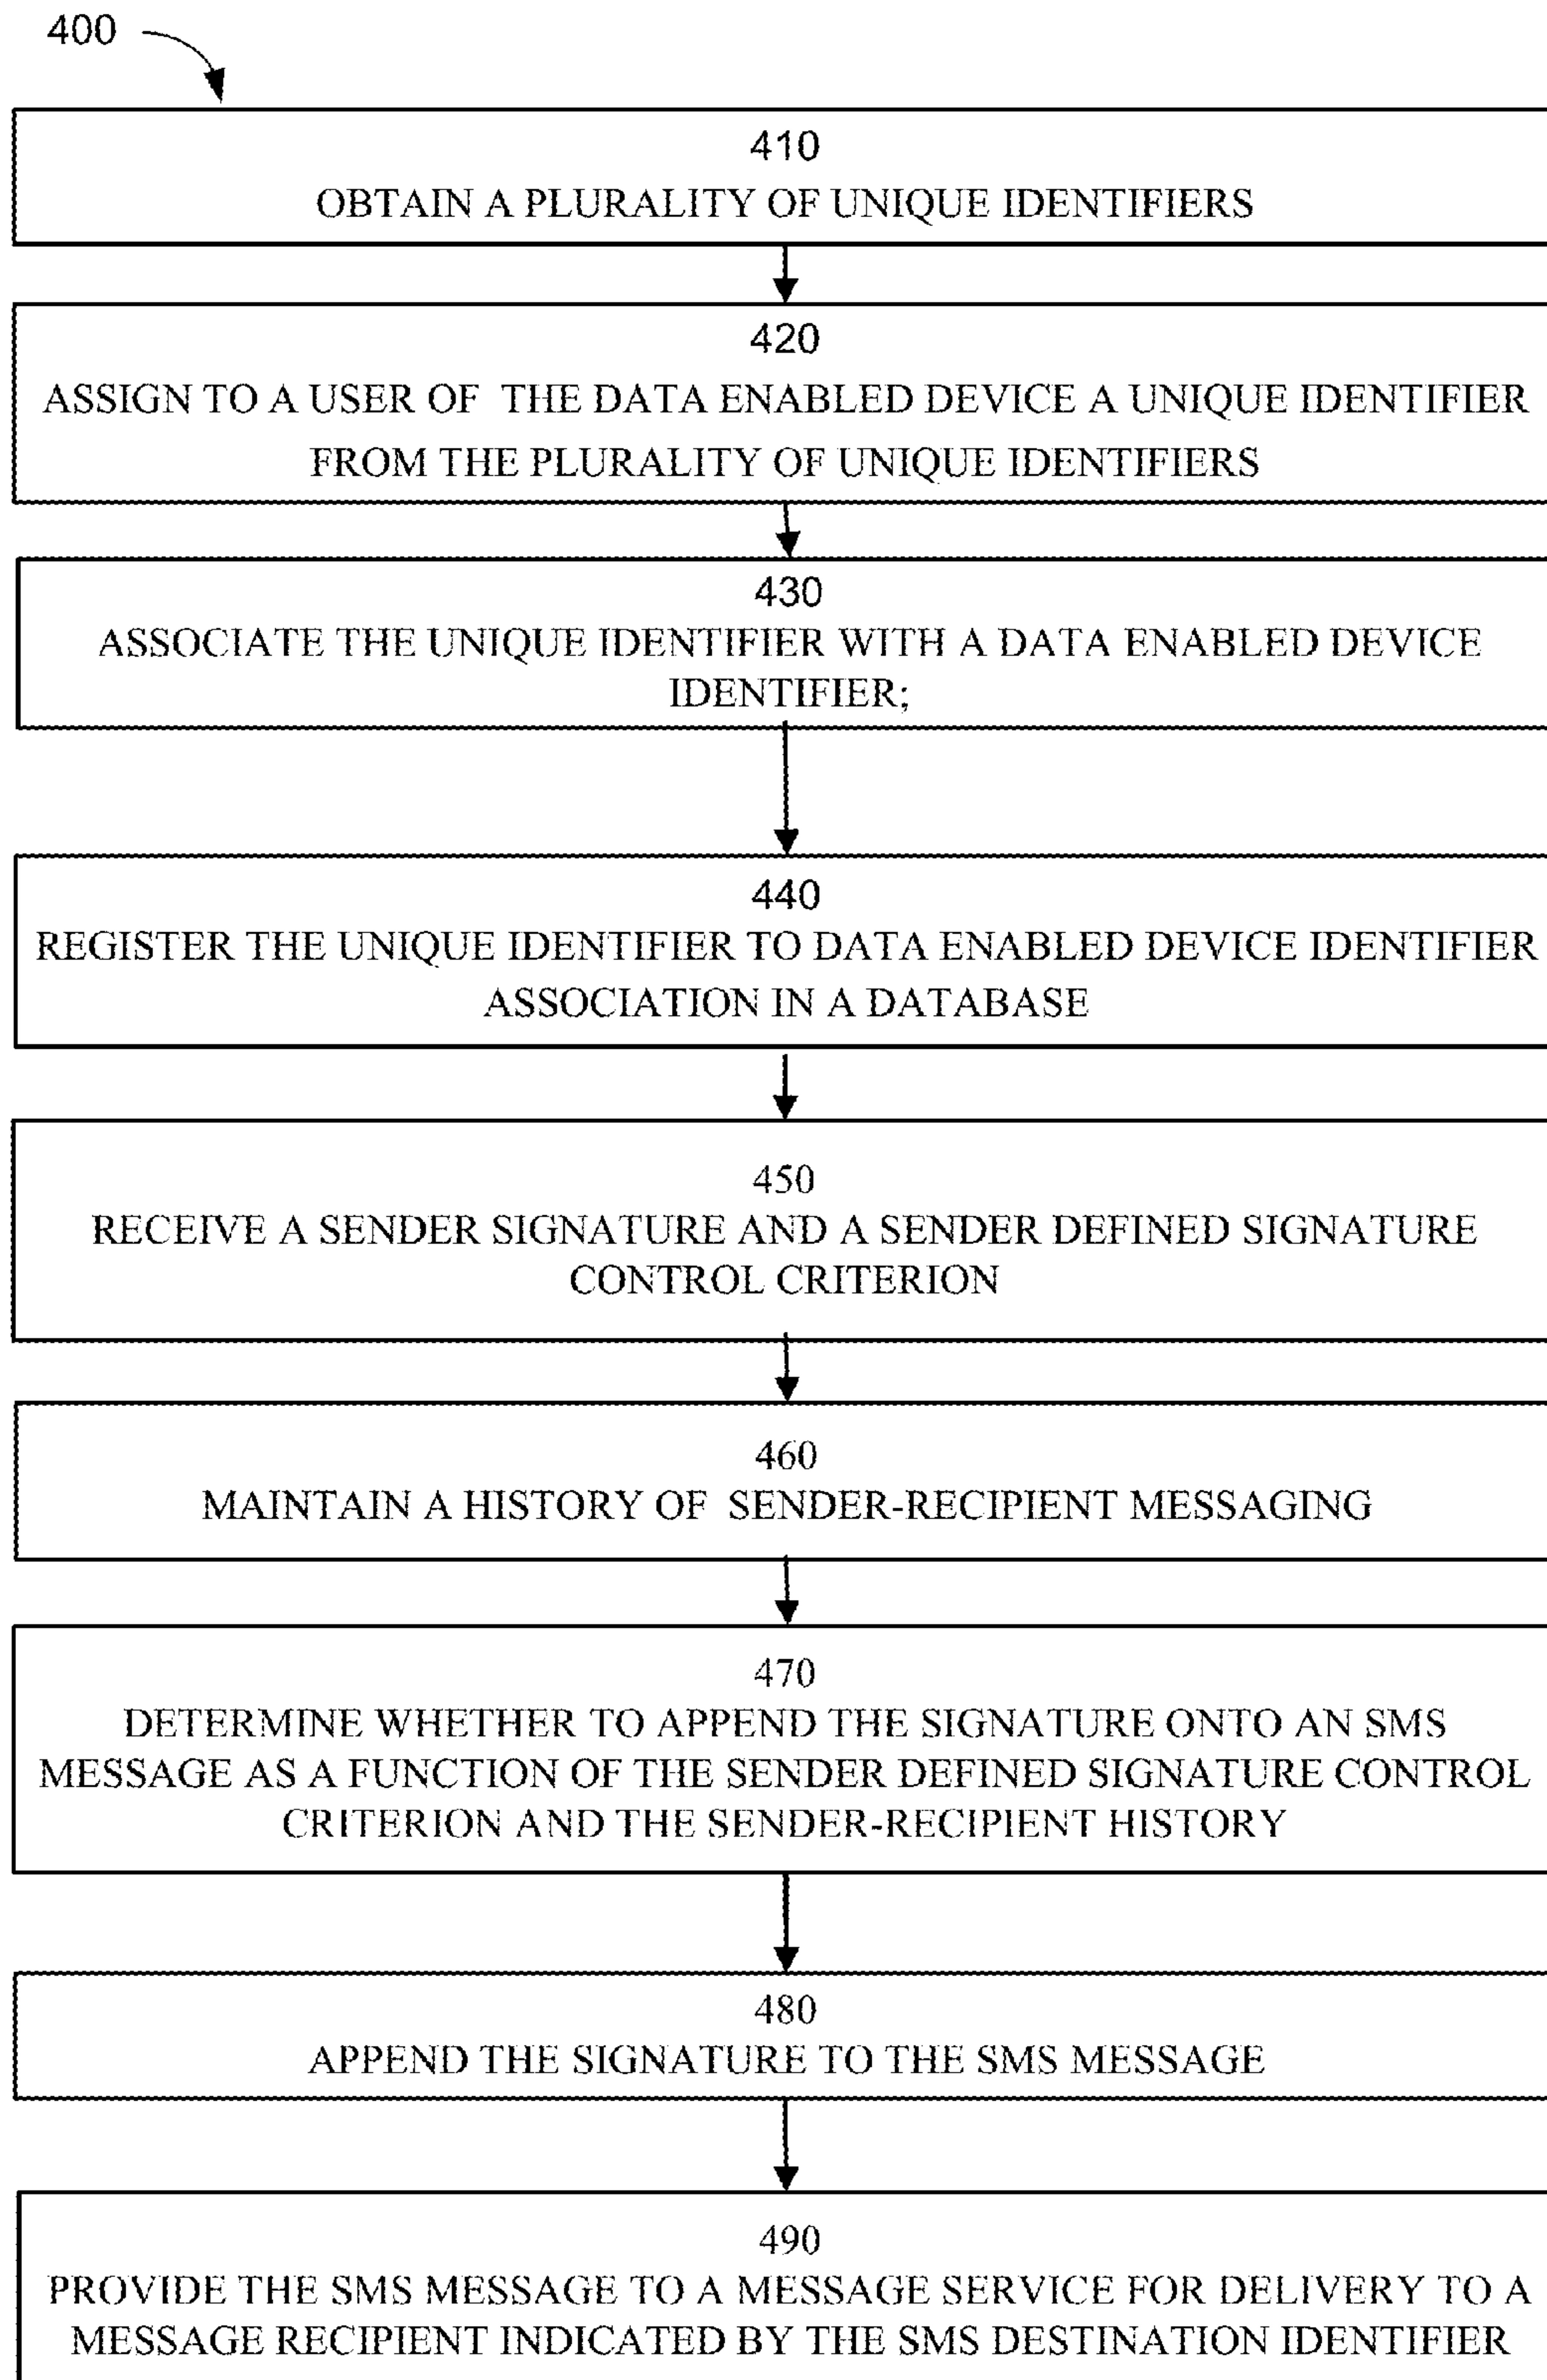 400
410
OBTAIN A PLURALITY OF UNIQUE IDENTIFIERS
420
ASSIGN TO A USER OF THE DATA ENABLED DEVICE A UNIQUE IDENTIFIER
FROM THE PLURALITY OF UNIQUE IDENTIFIERS
430
ASSOCIATE THE UNIQUE IDENTIFIER WITH A DATA ENABLED DEVICE
IDENTIFIER;
440
REGISTER THE UNIQUE IDENTIFIER TO DATA ENABLED DEVICE IDENTIFIER
ASSOCIATION IN A DATABASE
450
RECEIVE A SENDER SIGNATURE AND A SENDER DEFINED SIGNATURE
CONTROL CRITERION
460
MAINTAIN A HISTORY OF SENDER-RECIPIENT MESSAGING
470
DETERMINE WHETHER TO APPEND THE SIGNATURE ONTO AN SMS
MESSAGE AS A FUNCTION OF THE SENDER DEFINED SIGNATURE CONTROL
CRITERION AND THE SENDER-RECIPIENT HISTORY
480
APPEND THE SIGNATURE TO THE SMS MESSAGE
490
PROVIDE THE SMS MESSAGE TO A MESSAGE SERVICE FOR DELIVERY TO A
MESSAGE RECIPIENT INDICATED BY THE SMS DESTINATION IDENTIFIER